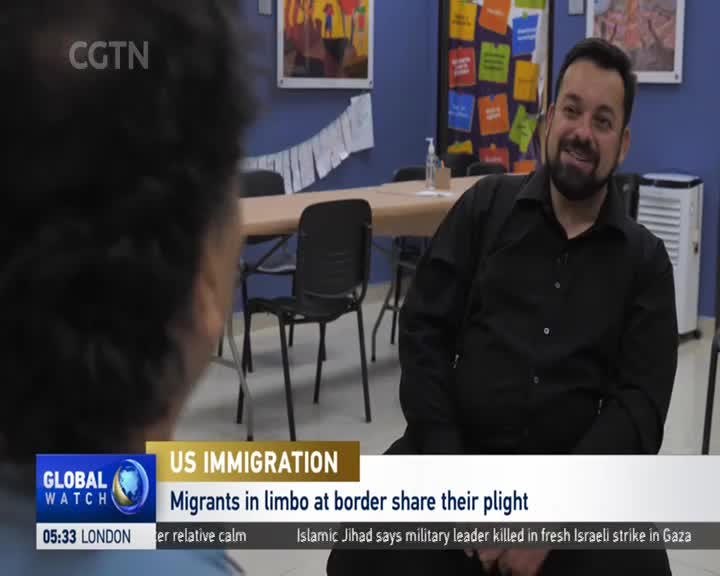 CGTN
US IMMIGRATION
GLOBAL WATCH
Migrants in limbo at border share their plight
05:33 LONDON
ter relative calm Islamic Jihad says military leader killed in fresh Israeli strike in Gaza